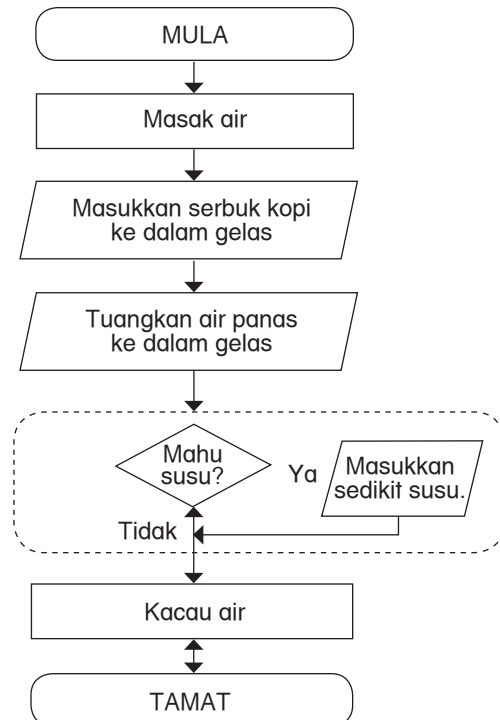 MULA
Masak air
Masukkan serbuk kopi
ke dalam gelas
Tuangkan air panas
ke dalam gelas
Mahu
susu?
Ya
Masukkan
sedikit susu.
Tidak
Kacau air
TAMAT